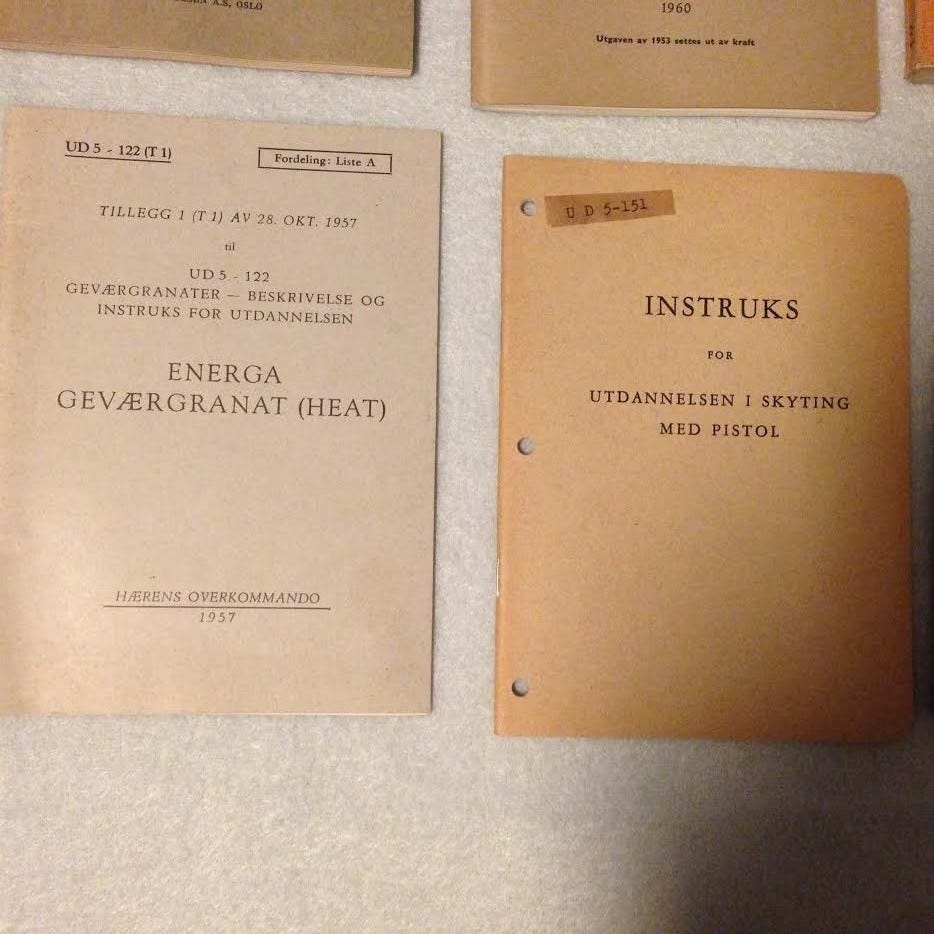 A.S, OSLO
1960
Utgaven av 1953 settes ut av kraft
UD 5 - 122 (T 1)
Fordeling: Liste A
TILLEGG 1 (T 1) AV 28. OKT. 1957
til
UD 5 - 122
GEVÆRGRANATER — BESKRIVELSE OG
INSTRUKS FOR UTDANNELSEN
ENERGA
GEVÆRGRANAT (HEAT)
HÆRENS OVERKOMMANDO
1957
U D 5-151
INSTRUKS
FOR
UTDANNELSEN I SKYTING
MED PISTOL